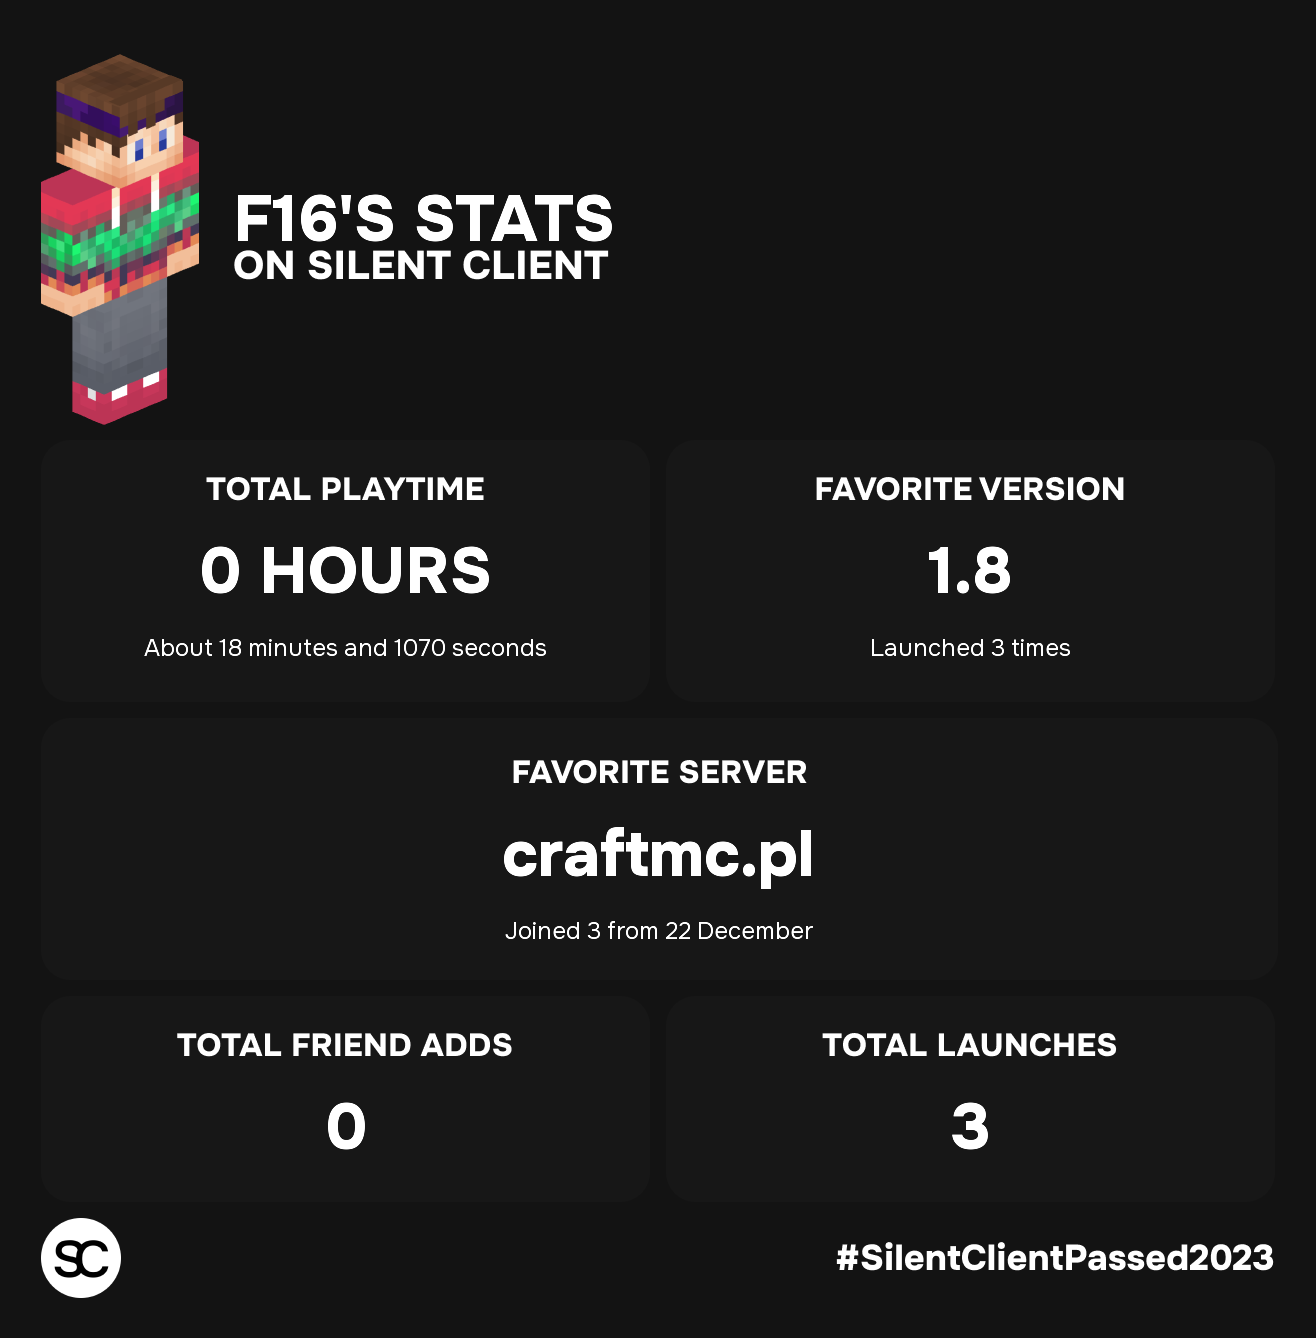 F16'S STATS
ON SILENT CLIENT
TOTAL PLAYTIME
0 HOURS
About 18 minutes and 1070 seconds
FAVORITE VERSION
1.8
Launched 3 times
FAVORITE SERVER
craftmc.pl
Joined 3 from 22 December
TOTAL FRIEND ADDS
0
TOTAL LAUNCHES
3
SC
#SilentClientPassed2023